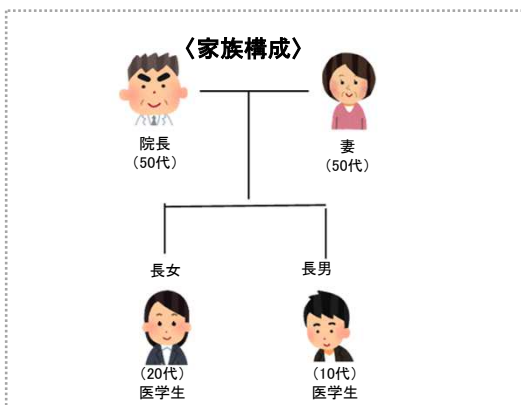 〈家族構成〉
院長
(50代)
妻
(50代)
長女
長男
(20代)
医学生
(10代)
医学生